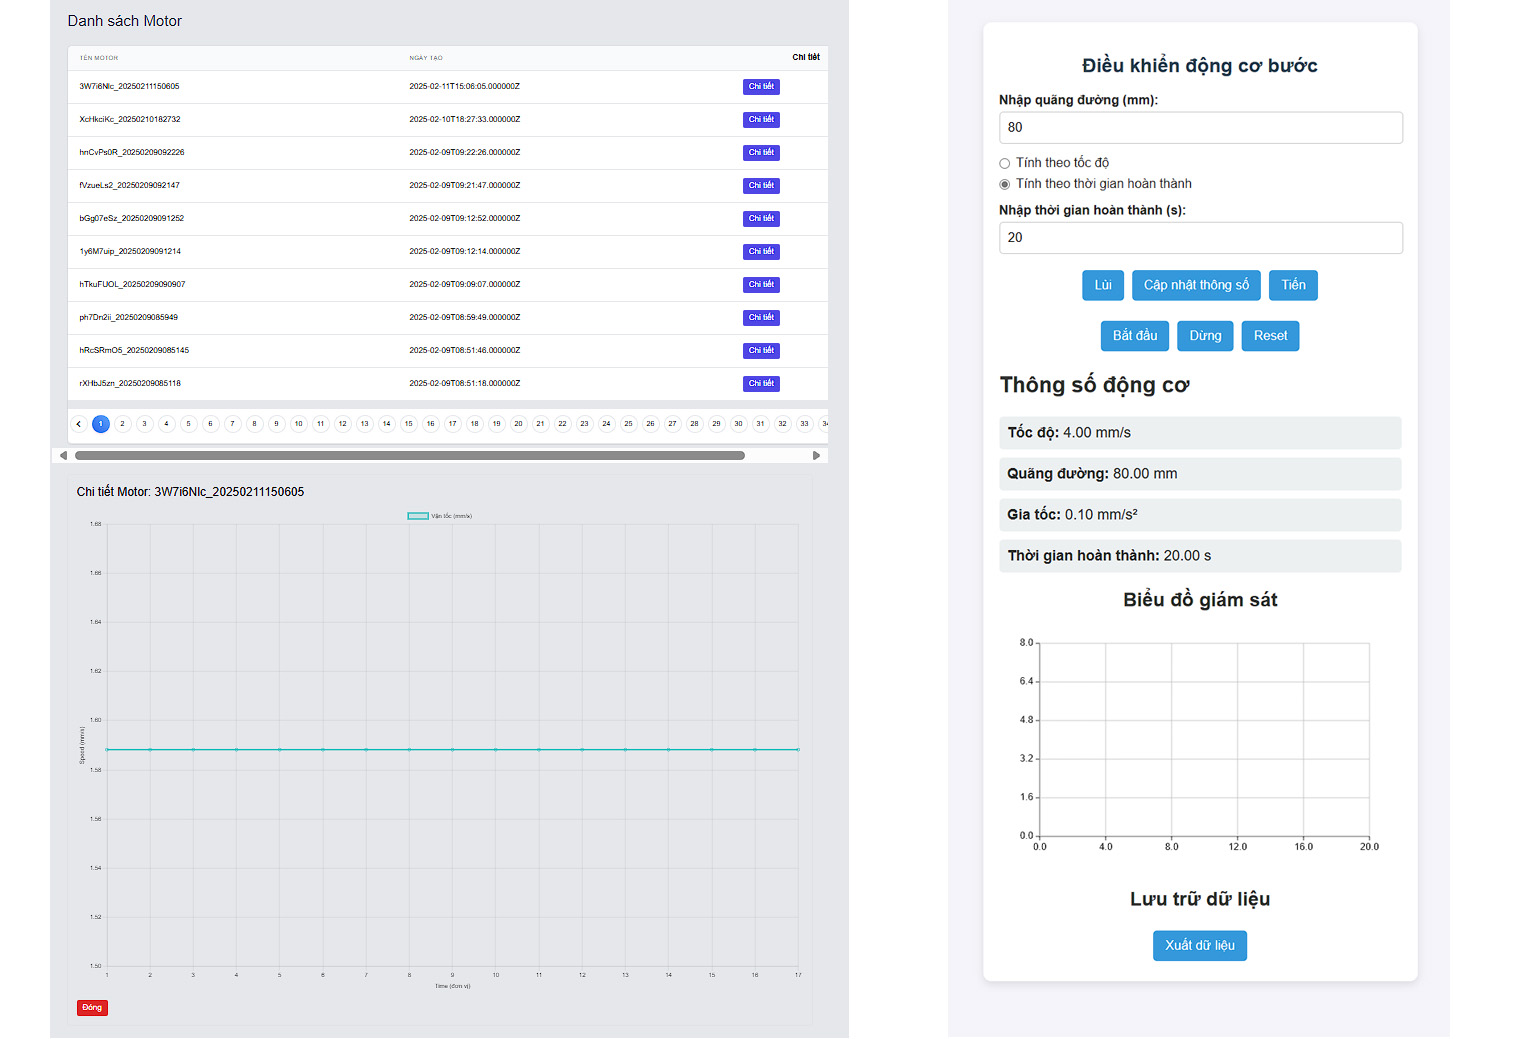 Danh sách Motor
TÊN MOTOR NGÀY TẠO Chi tiết
3W7i6Nlc_20250211150605 2025-02-11T15:06:05.000000Z Chi tiết
XcHkciKc_20250210182732 2025-02-10T18:27:33.000000Z Chi tiết
hnCvPs0R_20250209092226 2025-02-09T09:22:26.000000Z Chi tiết
fVzueLs2_20250209092147 2025-02-09T09:21:47.000000Z Chi tiết
bGg07eSz_20250209091252 2025-02-09T09:12:52.000000Z Chi tiết
1y6M7uip_20250209091214 2025-02-09T09:12:14.000000Z Chi tiết
hTkuFUOL_20250209090907 2025-02-09T09:09:07.000000Z Chi tiết
ph7Dn2ii_20250209085949 2025-02-09T08:59:49.000000Z Chi tiết
hRcSRmO5_20250209085145 2025-02-09T08:51:46.000000Z Chi tiết
rXHbJ5zn_20250209085118 2025-02-09T08:51:18.000000Z Chi tiết
1 2 3 4 5 6 7 8 9 10 11 12 13 14 15 16 17 18 19 20 21 22 23 24 25 26 27 28 29 30 31 32 33 34
Chi tiết Motor: 3W7i6Nlc_20250211150605
Vận tốc (mm/s)
1.68
1.66
1.64
1.62
1.60
1.58
1.56
1.54
1.52
1.50
Speed (mm/s)
1 2 3 4 5 6 7 8 9 10 11 12 13 14 15 16 17
Time (đơn vị)
Đóng
Điều khiển động cơ bước
Nhập quãng đường (mm):
80
Tính theo tốc độ
Tính theo thời gian hoàn thành
Nhập thời gian hoàn thành (s):
20
Lùi Cập nhật thông số Tiến
Bắt đầu Dừng Reset
Thông số động cơ
Tốc độ: 4.00 mm/s
Quãng đường: 80.00 mm
Gia tốc: 0.10 mm/s²
Thời gian hoàn thành: 20.00 s
Biểu đồ giám sát
8.0
6.4
4.8
3.2
1.6
0.0
0.0 4.0 8.0 12.0 16.0 20.0
Lưu trữ dữ liệu
Xuất dữ liệu